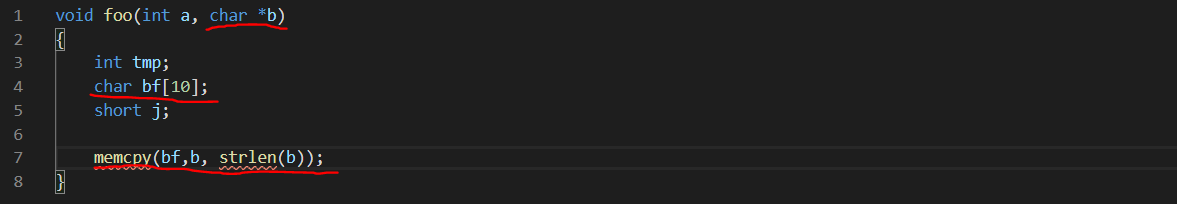 1 void foo(int a, char *b)
2 {
3 int tmp;
4 char bf[10];
5 short j;
6
7 memcpy(bf,b, strlen(b));
8 }